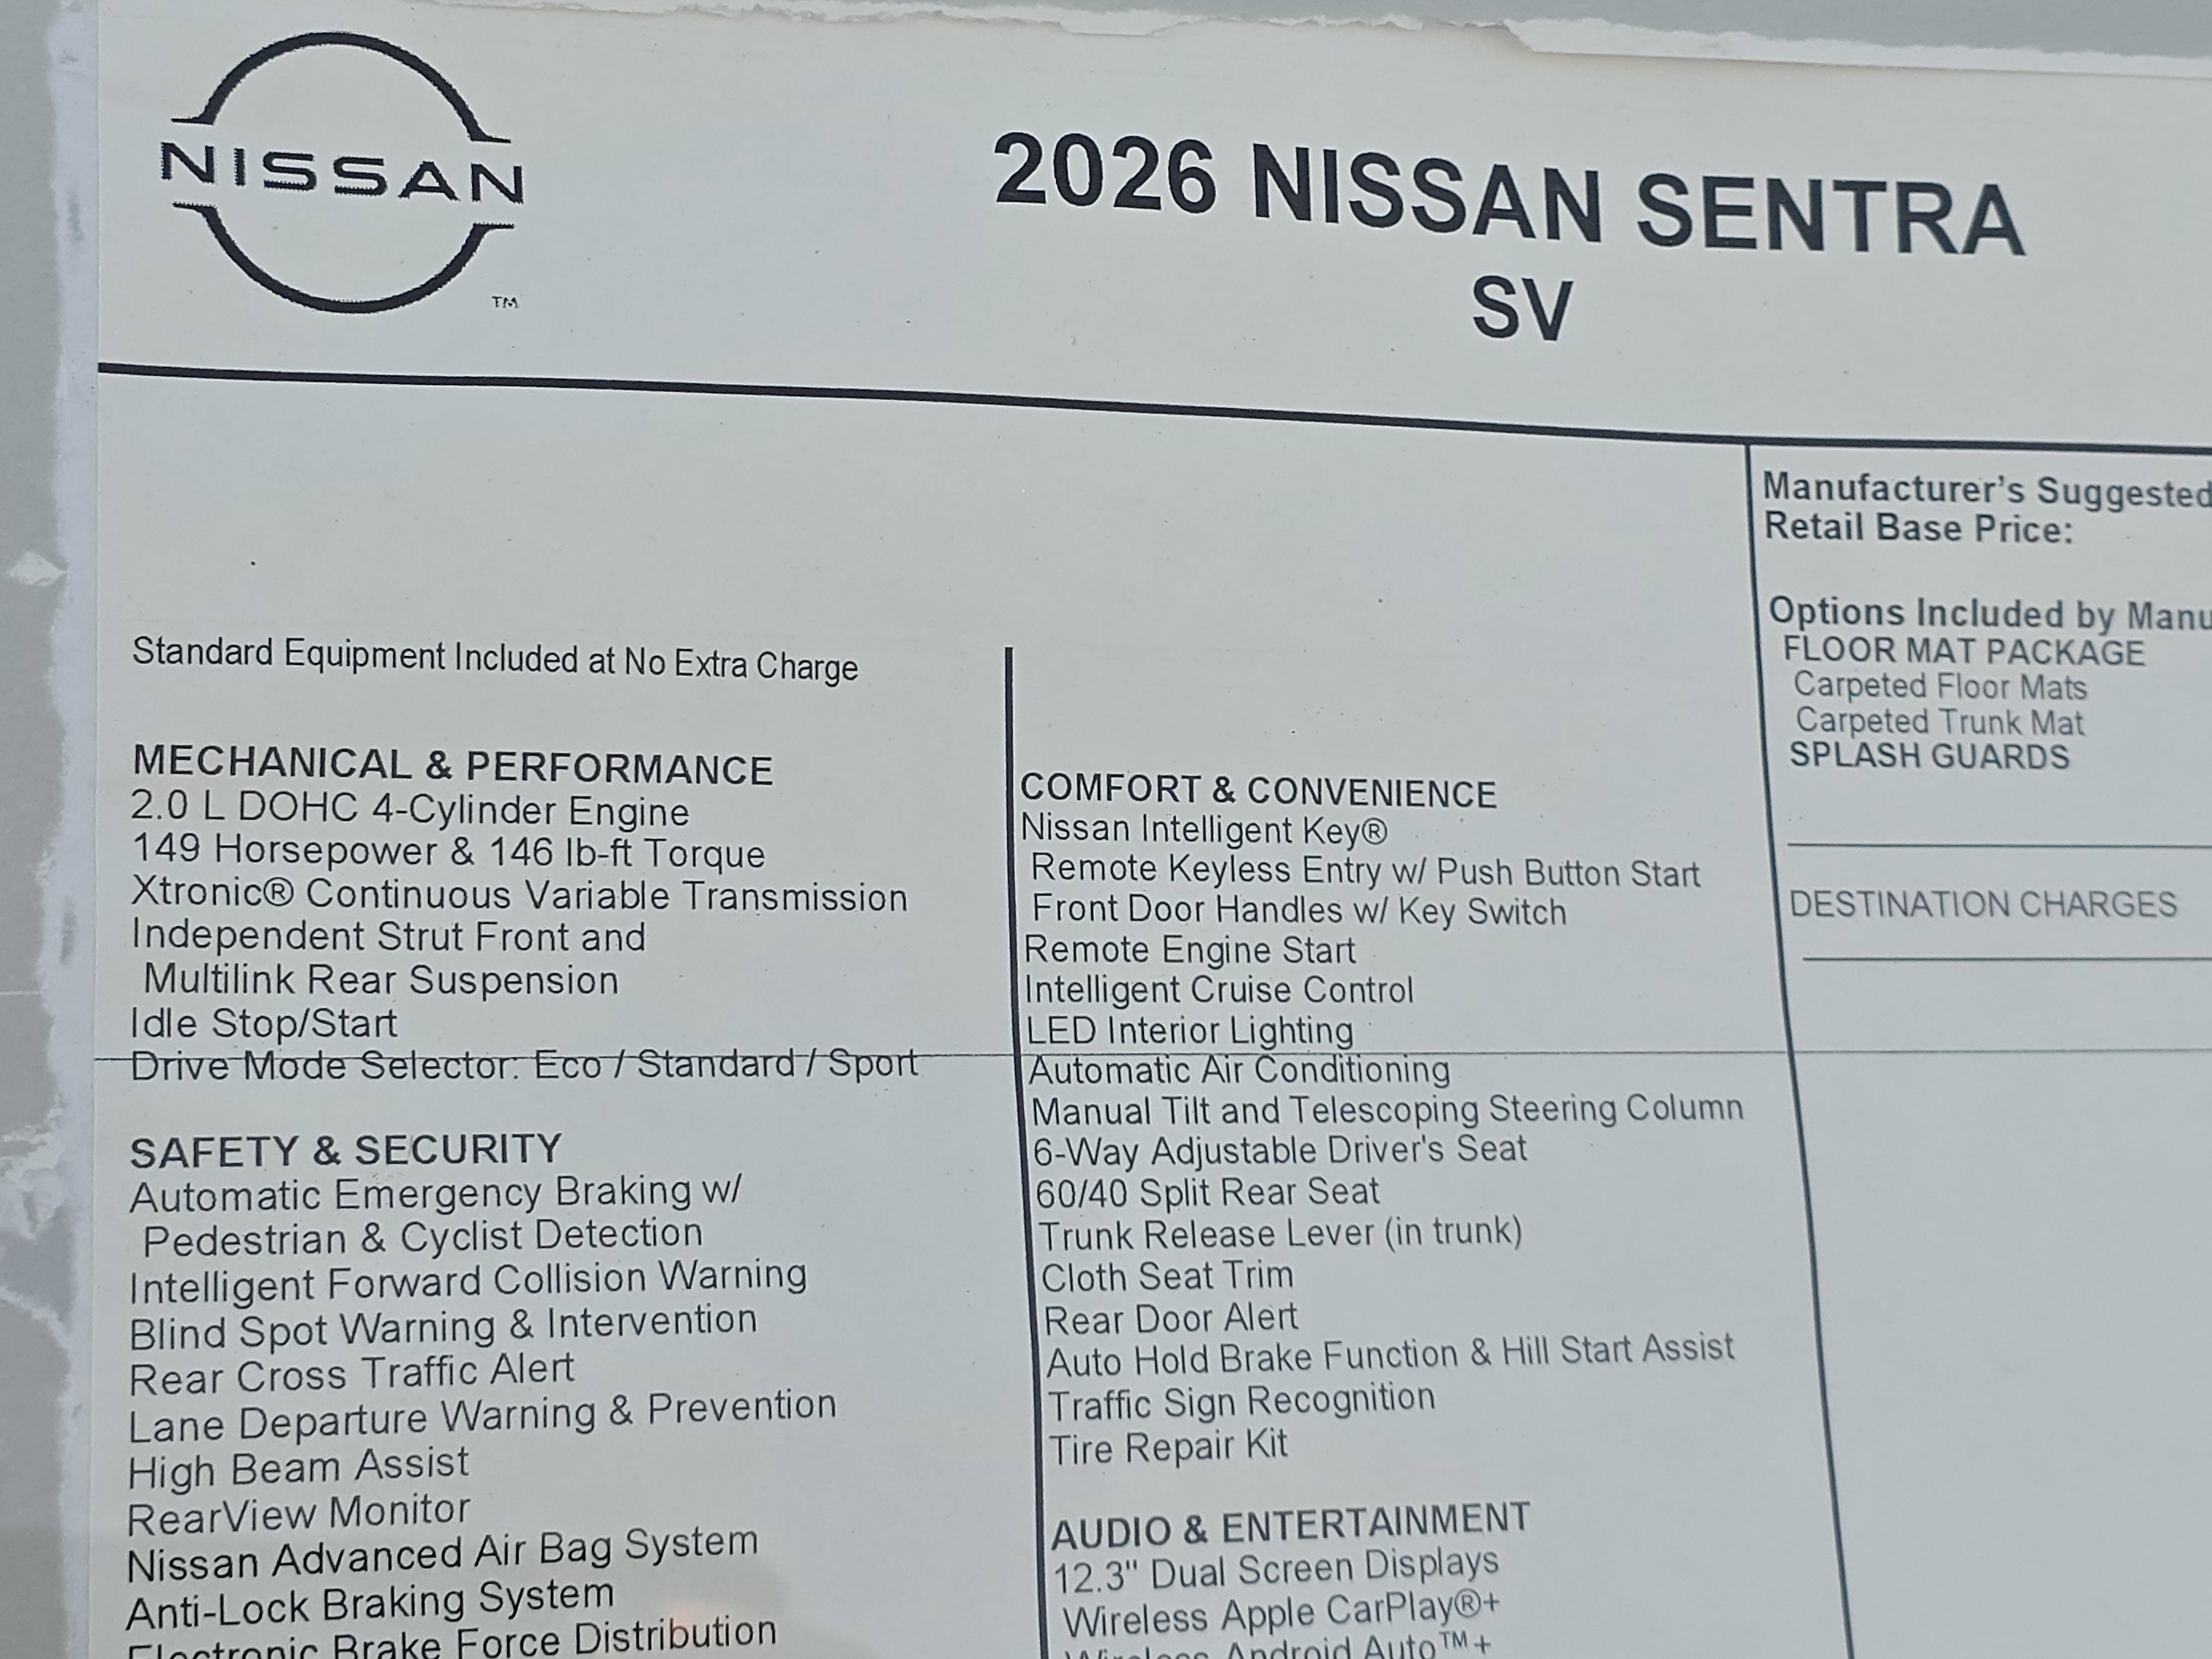 NISSAN
TM
2026 NISSAN SENTRA
SV
Standard Equipment Included at No Extra Charge
MECHANICAL & PERFORMANCE
2.0 L DOHC 4-Cylinder Engine
149 Horsepower & 146 lb-ft Torque
Xtronic® Continuous Variable Transmission
Independent Strut Front and
Multilink Rear Suspension
Idle Stop/Start
Drive Mode Selector: Eco / Standard / Sport
SAFETY & SECURITY
Automatic Emergency Braking w/
Pedestrian & Cyclist Detection
Intelligent Forward Collision Warning
Blind Spot Warning & Intervention
Rear Cross Traffic Alert
Lane Departure Warning & Prevention
High Beam Assist
RearView Monitor
Nissan Advanced Air Bag System
Anti-Lock Braking System
Electronic Brake Force Distribution
COMFORT & CONVENIENCE
Nissan Intelligent Key®
Remote Keyless Entry w/ Push Button Start
Front Door Handles w/ Key Switch
Remote Engine Start
Intelligent Cruise Control
LED Interior Lighting
Automatic Air Conditioning
Manual Tilt and Telescoping Steering Column
6-Way Adjustable Driver's Seat
60/40 Split Rear Seat
Trunk Release Lever (in trunk)
Cloth Seat Trim
Rear Door Alert
Auto Hold Brake Function & Hill Start Assist
Traffic Sign Recognition
Tire Repair Kit
AUDIO & ENTERTAINMENT
12.3" Dual Screen Displays
Wireless Apple CarPlay®+
Wireless Android Auto™+
Manufacturer's Suggested
Retail Base Price:
Options Included by Manu
FLOOR MAT PACKAGE
Carpeted Floor Mats
Carpeted Trunk Mat
SPLASH GUARDS
DESTINATION CHARGES